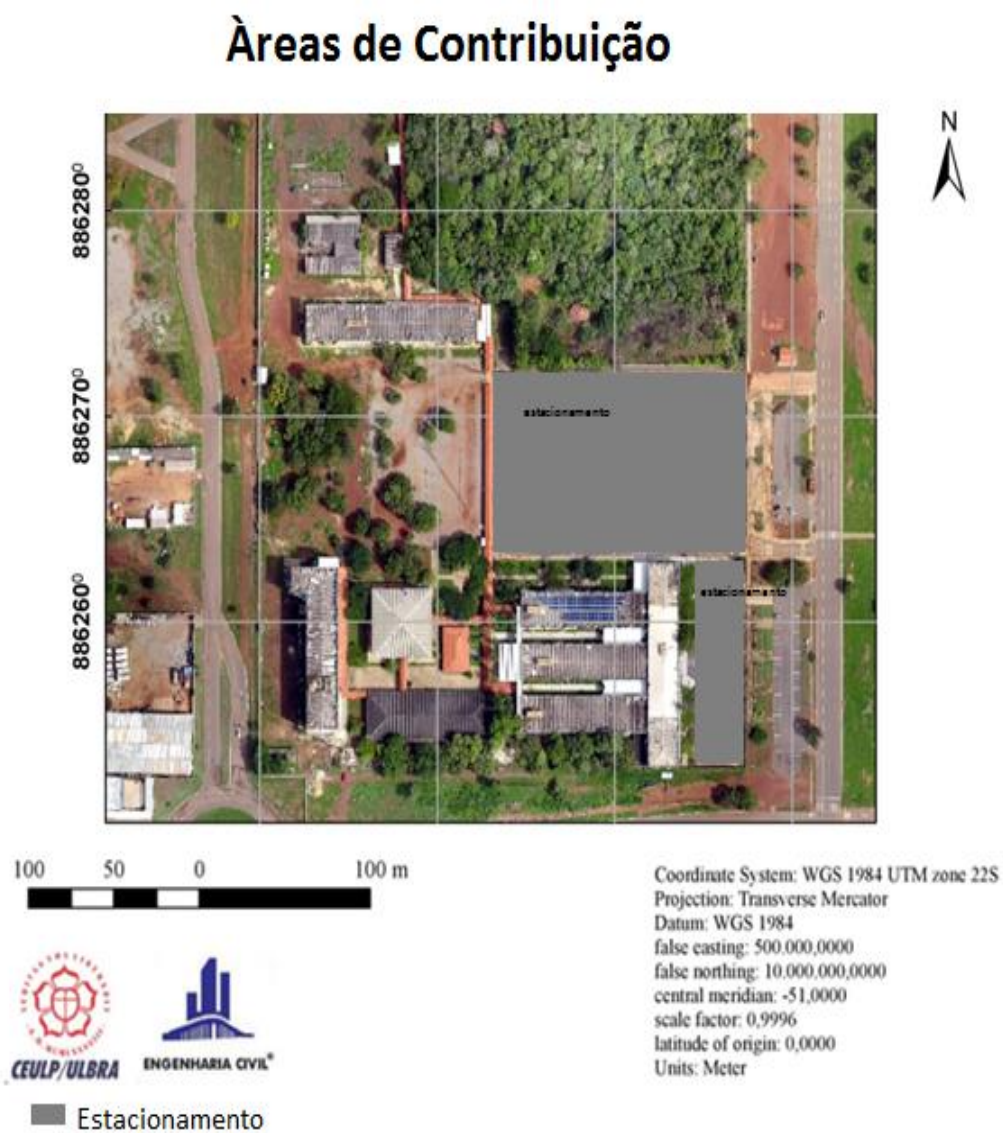 Àreas de Contribuição
N
886280⁰
886270⁰
886260⁰
estacionamento
estacionamento
100 50 0 100 m
Coordinate System: WGS 1984 UTM zone 22S
Projection: Transverse Mercator
Datum: WGS 1984
false easting: 500.000,0000
false northing: 10.000.000,0000
central meridian: -51,0000
scale factor: 0,9996
latitude of origin: 0,0000
Units: Meter
CEULP/ULBRA
ENGENHARIA CIVIL®
Estacionamento